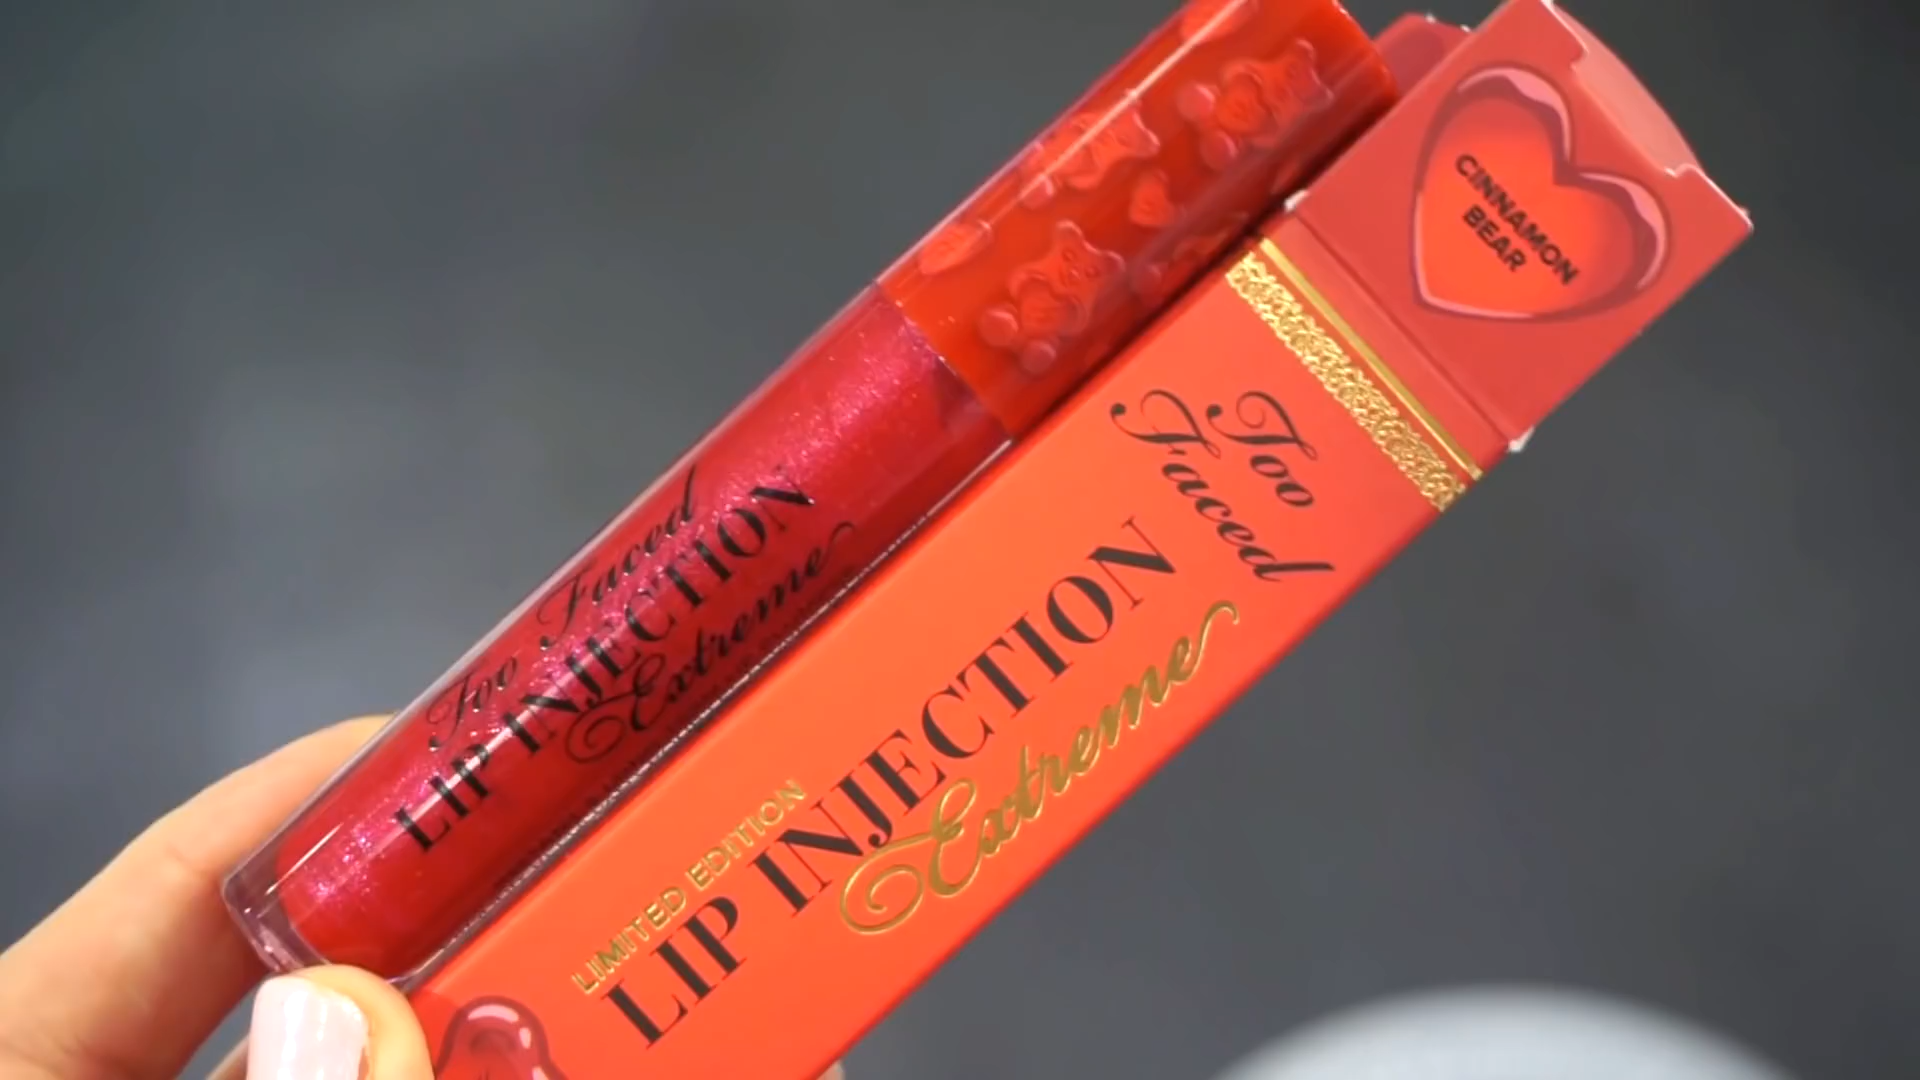 Too Faced
LIP INJECTION
Extreme
CINNAMON
BEAR
Too
Faced
LIMITED EDITION
LIP INJECTION
Extreme